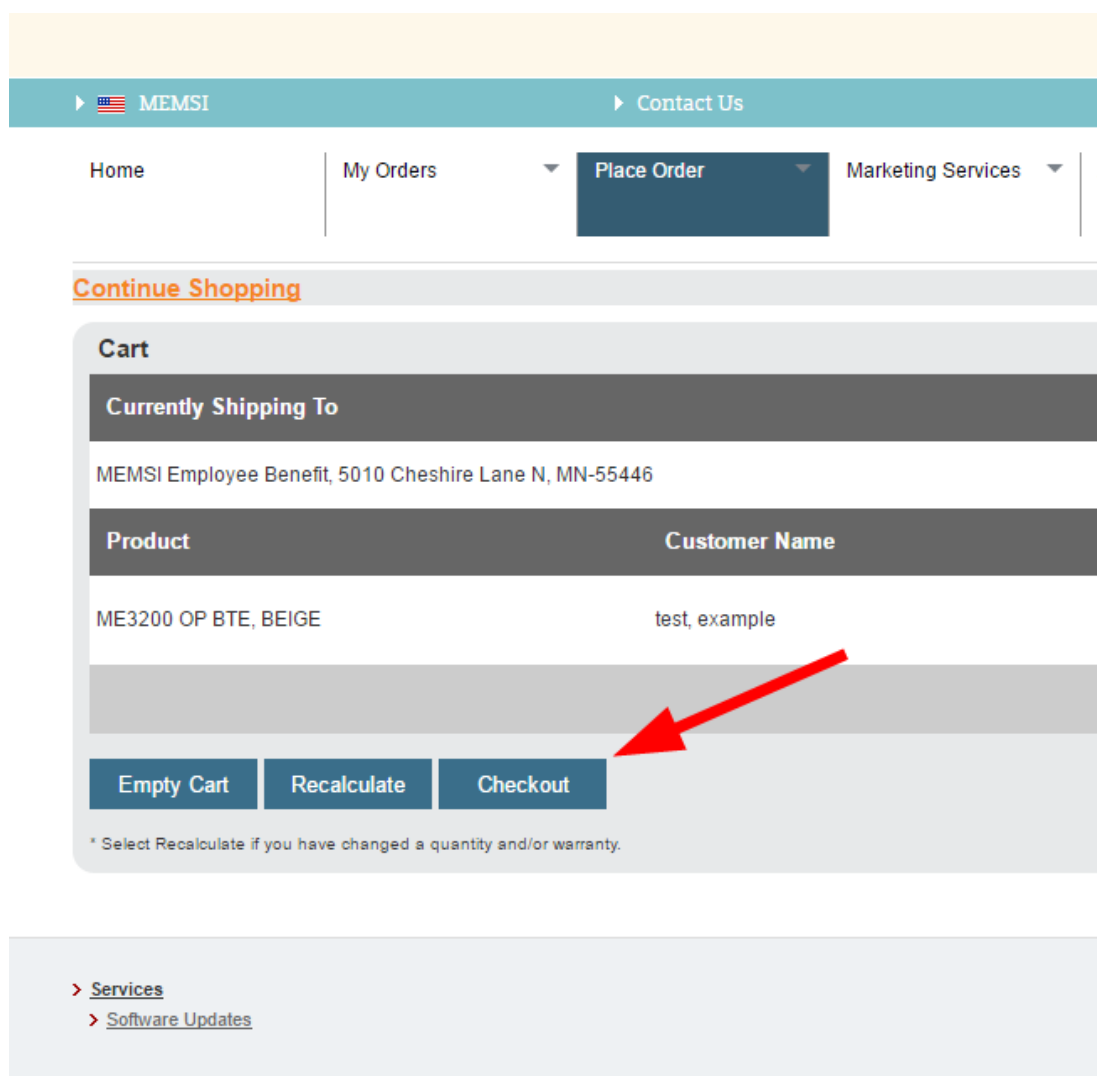 MEMSI Contact Us
Home My Orders Place Order Marketing Services
Continue Shopping
Cart
Currently Shipping To
MEMSI Employee Benefit, 5010 Cheshire Lane N, MN-55446
Product Customer Name
ME3200 OP BTE, BEIGE test, example
Empty Cart Recalculate Checkout
* Select Recalculate if you have changed a quantity and/or warranty.
Services
Software Updates